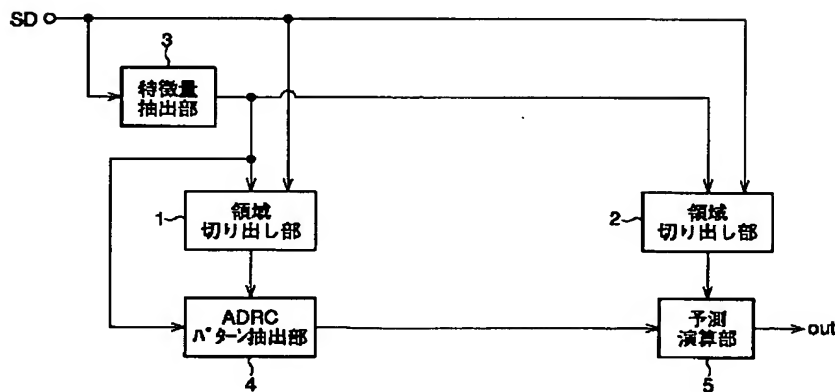 SD
3
特徴量
抽出部
1
領域
切り出し部
2
領域
切り出し部
ADRC
パターン抽出部
4
予測
演算部
out
5